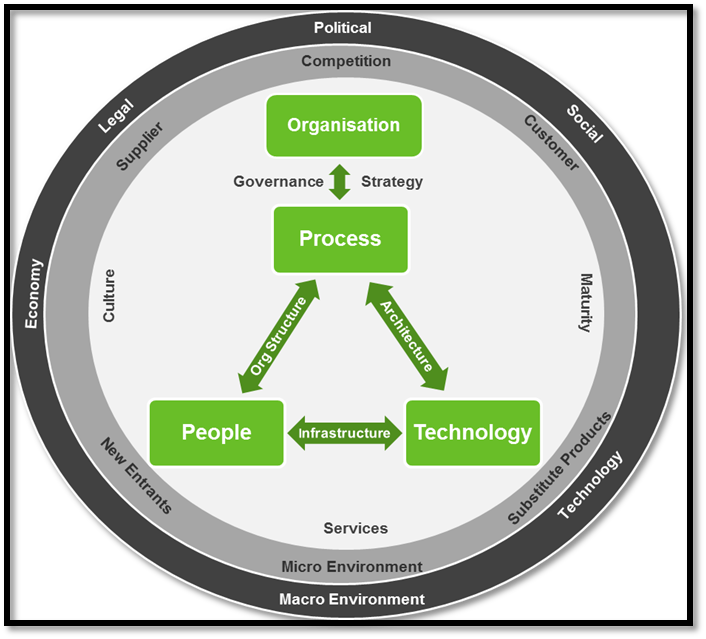 Political
Competition
Legal
Social
Supplier
Customer
Organisation
Governance
Strategy
Process
Economy
Culture
Maturity
Org Structure
Architecture
People
Infrastructure
Technology
New Entrants
Substitute Products
Technology
Services
Micro Environment
Macro Environment